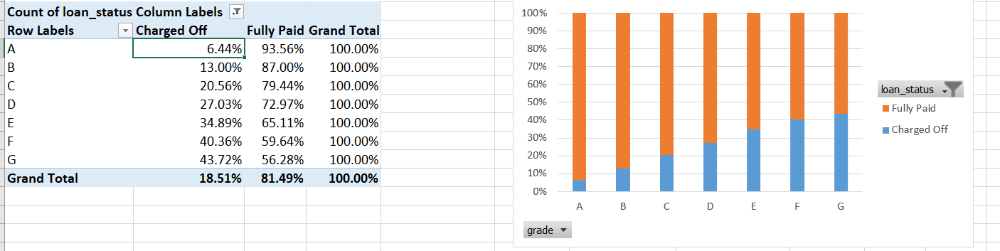 Count of loan_status Column Labels
Row Labels Charged Off Fully Paid Grand Total
A 6.44% 93.56% 100.00%
B 13.00% 87.00% 100.00%
C 20.56% 79.44% 100.00%
D 27.03% 72.97% 100.00%
E 34.89% 65.11% 100.00%
F 40.36% 59.64% 100.00%
G 43.72% 56.28% 100.00%
Grand Total 18.51% 81.49% 100.00%
100%
90%
80%
70%
60%
50%
40%
30%
20%
10%
0%
A B C D E F G
loan_status
Fully Paid
Charged Off
grade